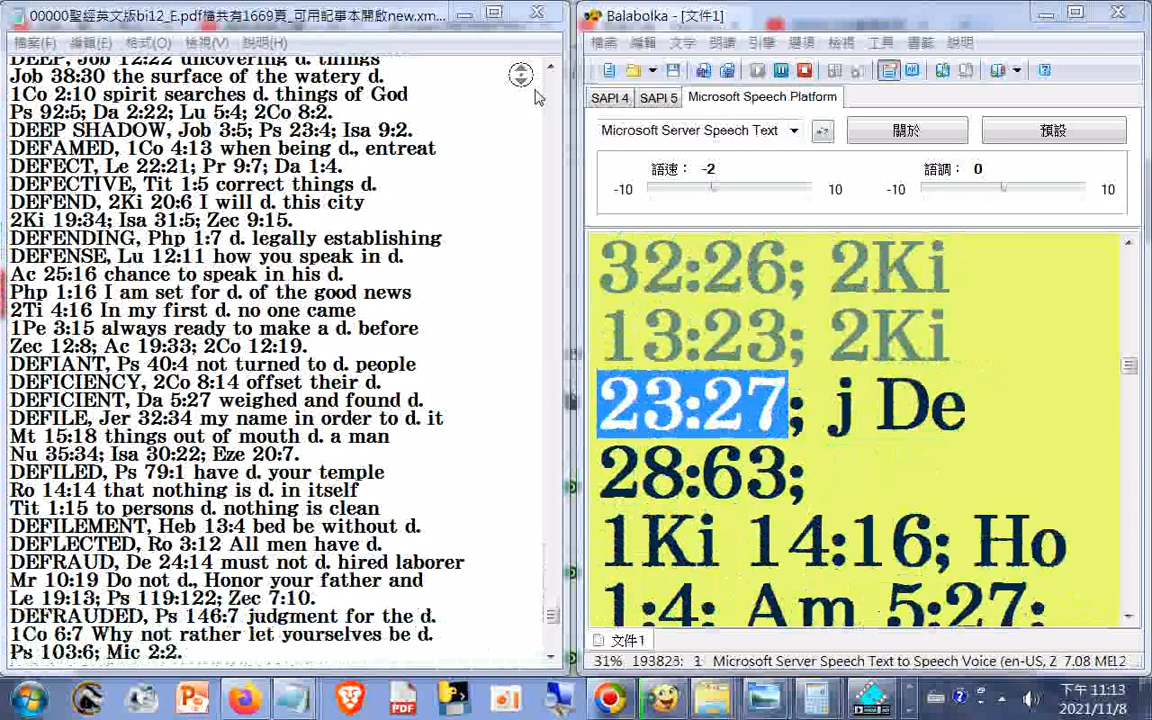 00000聖經英文版bi12_E.pdf檔共有1669頁_可用記事本開啟new.xm...
檔案(F) 編輯(E) 格式(O) 檢視(V) 說明(H)
DEEP, Job 12:22 uncovering d. things
Job 38:30 the surface of the watery d.
1Co 2:10 spirit searches d. things of God
Ps 92:5; Da 2:22; Lu 5:4; 2Co 8:2.
DEEP SHADOW, Job 3:5; Ps 23:4; Isa 9:2.
DEFAMED, 1Co 4:13 when being d., entreat
DEFECT, Le 22:21; Pr 9:7; Da 1:4.
DEFECTIVE, Tit 1:5 correct things d.
DEFEND, 2Ki 20:6 I will d. this city
2Ki 19:34; Isa 31:5; Zec 9:15.
DEFENDING, Php 1:7 d. legally establishing
DEFENSE, Lu 12:11 how you speak in d.
Ac 25:16 chance to speak in his d.
Php 1:16 I am set for d. of the good news
2Ti 4:16 In my first d. no one came
1Pe 3:15 always ready to make a d. before
Zec 12:8; Ac 19:33; 2Co 12:19.
DEFIANT, Ps 40:4 not turned to d. people
DEFICIENCY, 2Co 8:14 offset their d.
DEFICIENT, Da 5:27 weighed and found d.
DEFILE, Jer 32:34 my name in order to d. it
Mt 15:18 things out of mouth d. a man
Nu 35:34; Isa 30:22; Eze 20:7.
DEFILED, Ps 79:1 have d. your temple
Ro 14:14 that nothing is d. in itself
Tit 1:15 to persons d. nothing is clean
DEFILEMENT, Heb 13:4 bed be without d.
DEFLECTED, Ro 3:12 All men have d.
DEFRAUD, De 24:14 must not d. hired laborer
Mr 10:19 Do not d., Honor your father and
Le 19:13; Ps 119:122; Zec 7:10.
DEFRAUDED, Ps 146:7 judgment for the d.
1Co 6:7 Why not rather let yourselves be d.
Ps 103:6; Mic 2:2.
Balabolka - [文件1]
檔案 編輯 文字 朗讀 引擎 選項 檢視 工具 書籤 說明
SAPI 4 SAPI 5 Microsoft Speech Platform
Microsoft Server Speech Text 關於 預設
語速： -2 語調： 0
-10 10 -10 10
32:26; 2Ki
13:23; 2Ki
23:27; j De
28:63;
1Ki 14:16; Ho
1:4; Am 5:27;
文件1
31% 193823: 1 Microsoft Server Speech Text to Speech Voice (en-US, Z 7.08 ME12
PDF
下午 11:13
2021/11/8